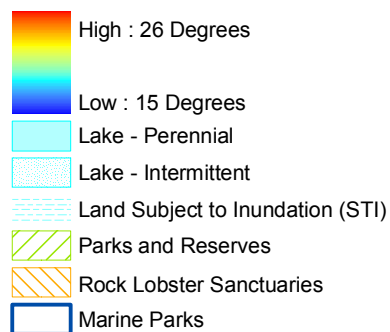 High : 26 Degrees
Low : 15 Degrees
Lake - Perennial
Lake - Intermittent
Land Subject to Inundation (STI)
Parks and Reserves
Rock Lobster Sanctuaries
Marine Parks